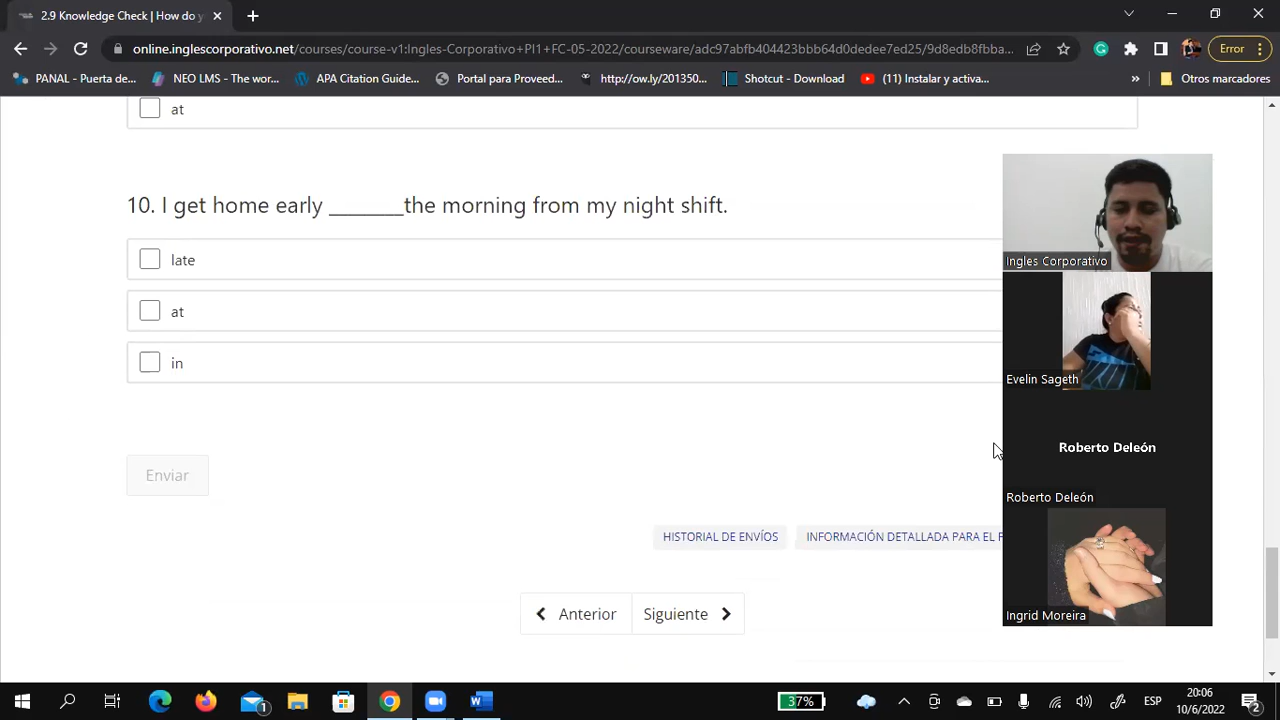 2.9 Knowledge Check | How do y
online.inglescorporativo.net/courses/course-v1:Ingles-Corporativo+PI1+FC-05-2022/courseware/adc97abfb404423bbb64d0dedee7ed25/9d8edb8fbba...
Error
PANAL - Puerta de...
NEO LMS - The wor...
APA Citation Guide...
Portal para Proveed...
http://ow.ly/201350...
Shotcut - Download
(11) Instalar y activa...
»
Otros marcadores
at
10. I get home early ________the morning from my night shift.
late
at
in
Enviar
HISTORIAL DE ENVÍOS
INFORMACIÓN DETALLADA PARA EL P
Anterior
Siguiente
Ingles Corporativo
Evelin Sageth
Roberto Deleón
Roberto Deleón
Ingrid Moreira
1
37%
ESP
20:06
10/6/2022
2